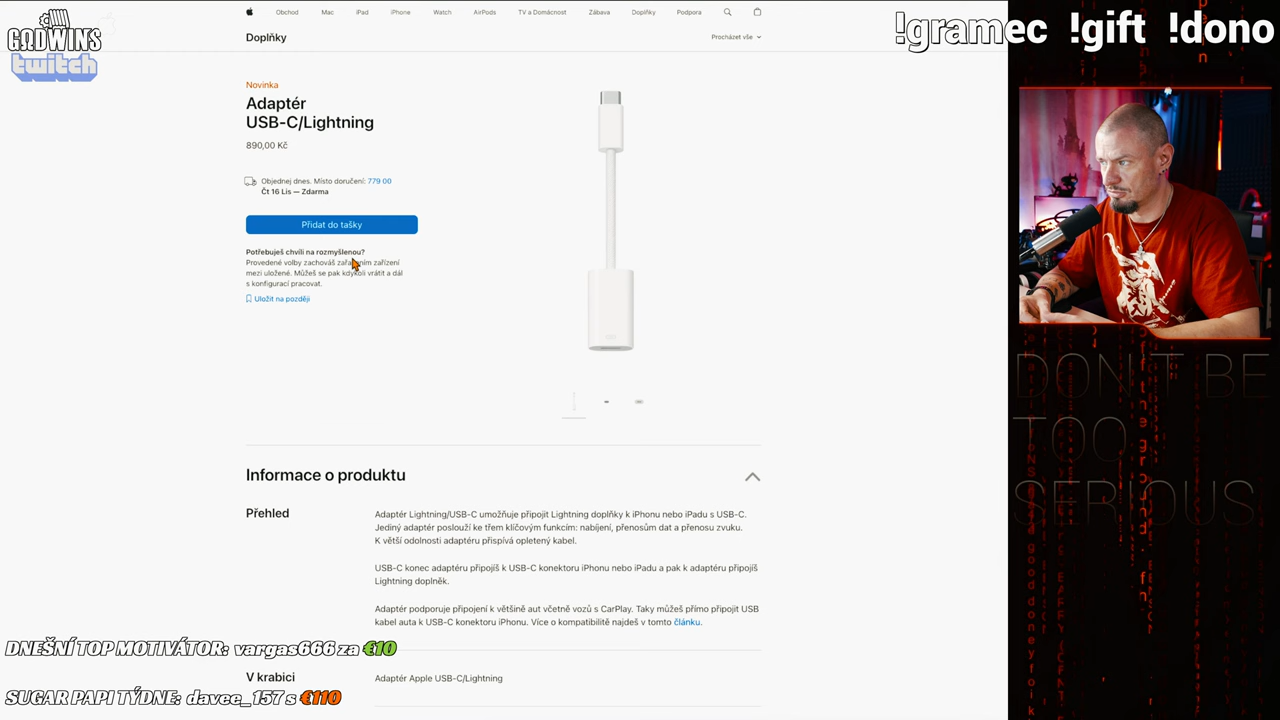 GODWINS
twitch
Obchod Mac iPad iPhone Watch AirPods TV a Domácnost Zábava Doplňky Podpora
!gramec !gift !dono
Doplňky
Procházet vše
Novinka
Adaptér
USB-C/Lightning
890,00 Kč
Objednej dnes. Místo doručení: 779 00
Čt 16 Lis — Zdarma
Přidat do tašky
Potřebuješ chvíli na rozmyšlenou?
Provedené volby zachováš zařazením zařízení
mezi uložené. Můžeš se pak kdykoli vrátit a dál
s konfigurací pracovat.
Uložit na později
DON'T BE
TOO
SERIOUS
Informace o produktu
Přehled
Adaptér Lightning/USB-C umožňuje připojit Lightning doplňky k iPhonu nebo iPadu s USB-C.
Jediný adaptér poslouží ke třem klíčovým funkcím: nabíjení, přenosům dat a přenosu zvuku.
K větší odolnosti adaptéru přispívá opletený kabel.
USB-C konec adaptéru připojíš k USB-C konektoru iPhonu nebo iPadu a pak k adaptéru připojíš
Lightning doplněk.
Adaptér podporuje připojení k většině aut včetně vozů s CarPlay. Taky můžeš přímo připojit USB
kabel auta k USB-C konektoru iPhonu. Více o kompatibilitě najdeš v tomto článku.
DNEŠNÍ TOP MOTIVÁTOR: vargas666 za €10
V krabici
Adaptér Apple USB-C/Lightning
SUGAR PAPI TÝDNE: davee_157 s €110